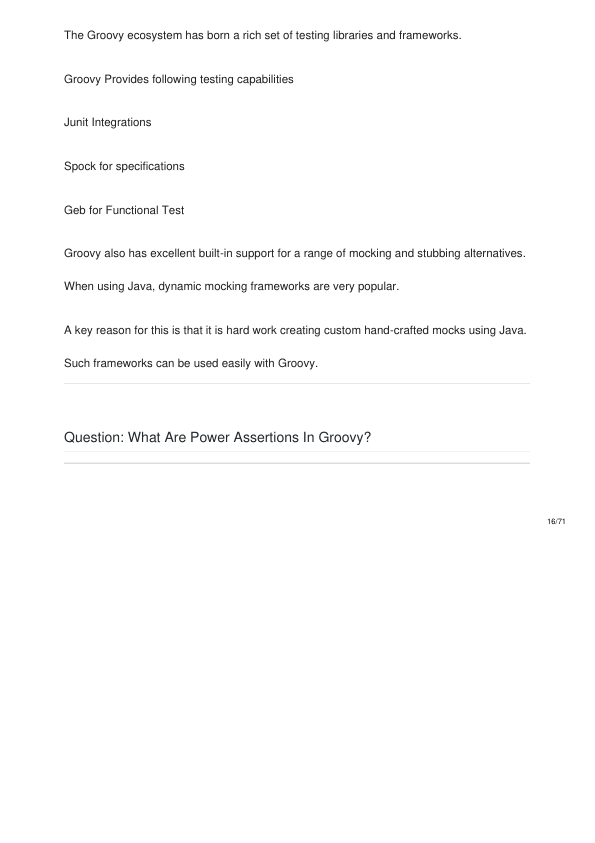 The Groovy ecosystem has born a rich set of testing libraries and frameworks.
Groovy Provides following testing capabilities
Junit Integrations
Spock for specifications
Geb for Functional Test
Groovy also has excellent built-in support for a range of mocking and stubbing alternatives.
When using Java, dynamic mocking frameworks are very popular.
A key reason for this is that it is hard work creating custom hand-crafted mocks using Java.
Such frameworks can be used easily with Groovy.
Question: What Are Power Assertions In Groovy?
16/71